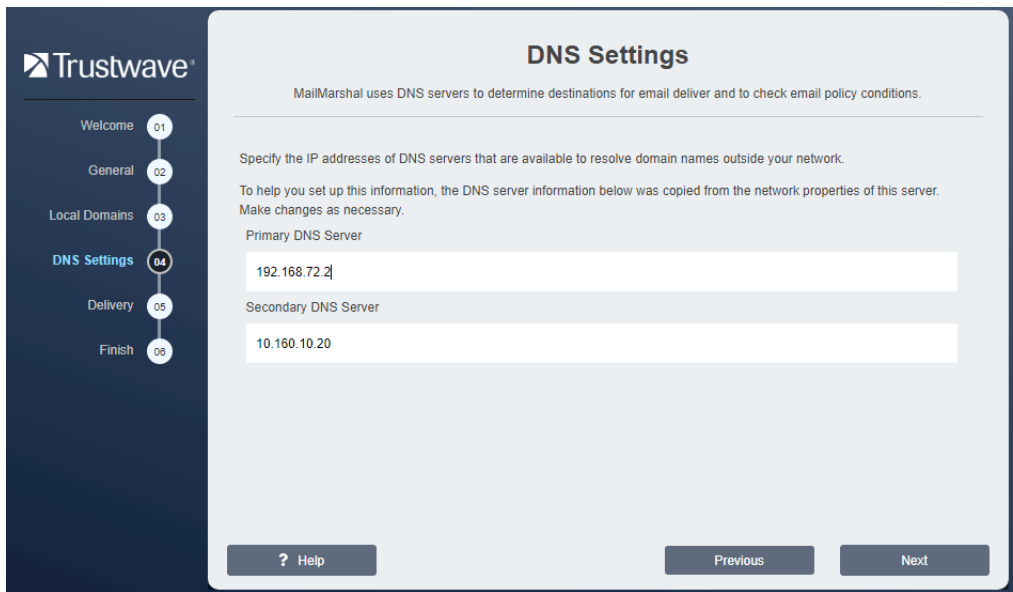 Trustwave®
Welcome 01
General 02
Local Domains 03
DNS Settings 04
Delivery 05
Finish 06
DNS Settings
MailMarshal uses DNS servers to determine destinations for email deliver and to check email policy conditions.
Specify the IP addresses of DNS servers that are available to resolve domain names outside your network.
To help you set up this information, the DNS server information below was copied from the network properties of this server.
Make changes as necessary.
Primary DNS Server
192.168.72.2
Secondary DNS Server
10.160.10.20
? Help
Previous
Next